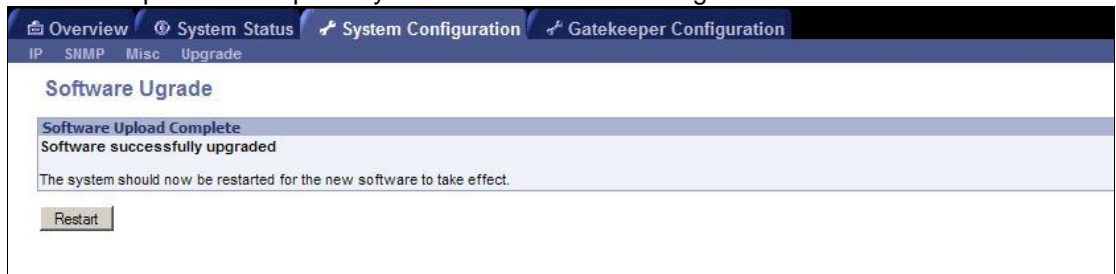 Overview System Status System Configuration Gatekeeper Configuration
IP SNMP Misc Upgrade
Software Ugrade
Software Upload Complete
Software successfully upgraded
The system should now be restarted for the new software to take effect.
Restart